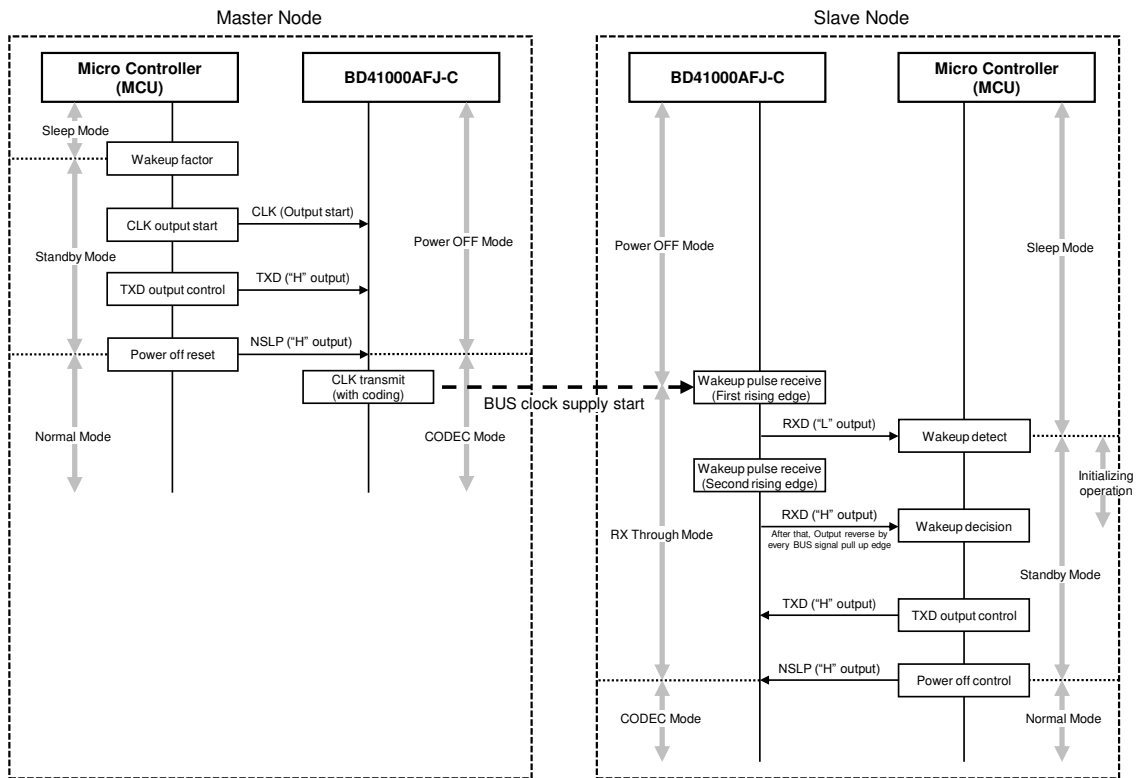 Master Node
Micro Controller
(MCU)
BD41000AFJ-C
Sleep Mode
Wakeup factor
CLK output start
CLK (Output start)
Power OFF Mode
Standby Mode
TXD output control
TXD (“H” output)
Power off reset
NSLP (“H” output)
CLK transmit
(with coding)
Normal Mode
CODEC Mode
BUS clock supply start
Slave Node
BD41000AFJ-C
Micro Controller
(MCU)
Power OFF Mode
Sleep Mode
Wakeup pulse receive
(First rising edge)
RXD (“L” output)
Wakeup detect
Wakeup pulse receive
(Second rising edge)
Initializing
operation
RX Through Mode
RXD (“H” output)
After that, Output reverse by
every BUS signal pull up edge
Wakeup decision
Standby Mode
TXD (“H” output)
TXD output control
NSLP (“H” output)
Power off control
CODEC Mode
Normal Mode